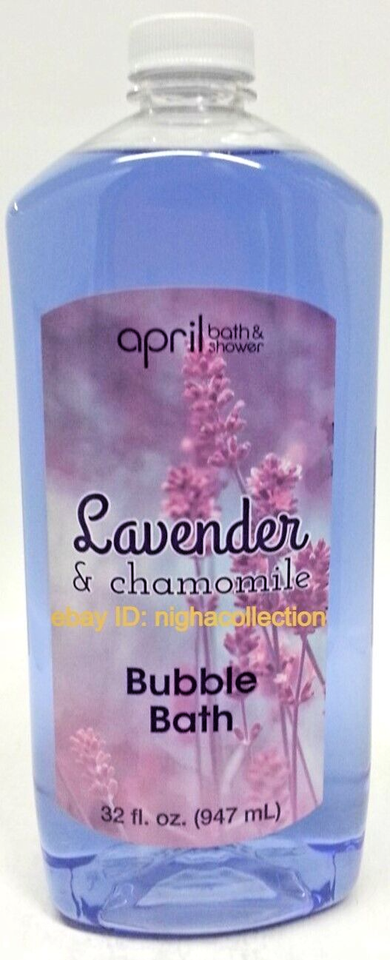 april bath & shower
Lavender
& chamomile
ebay ID: nighacollection
Bubble
Bath
32 fl. oz. (947 mL)